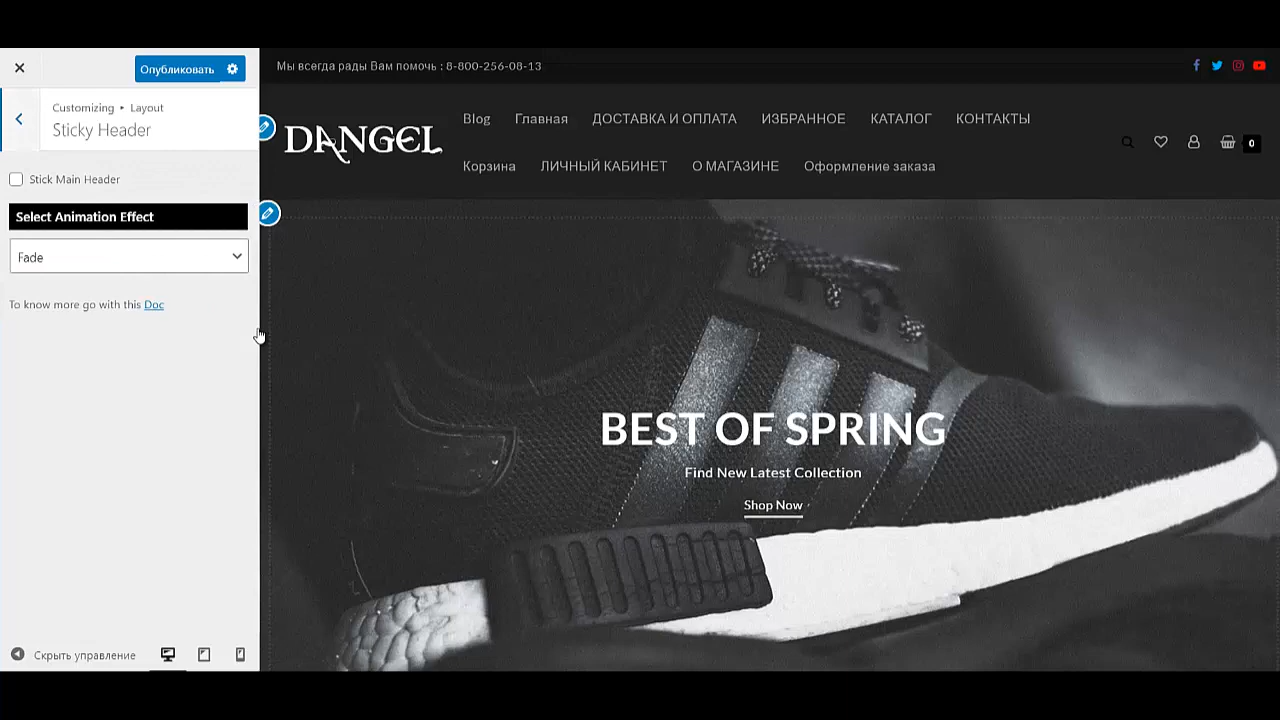 Опубликовать
Customizing ▸ Layout
Sticky Header
Stick Main Header
Select Animation Effect
Fade
To know more go with this Doc
Скрыть управление
Мы всегда рады Вам помочь : 8-800-256-08-13
DANGEL
Blog Главная ДОСТАВКА И ОПЛАТА ИЗБРАННОЕ КАТАЛОГ КОНТАКТЫ
Корзина ЛИЧНЫЙ КАБИНЕТ О МАГАЗИНЕ Оформление заказа
0
BEST OF SPRING
Find New Latest Collection
Shop Now